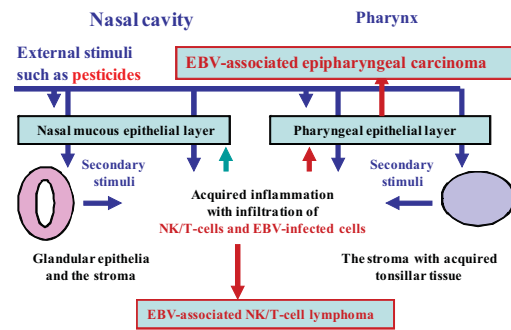 Nasal cavity
Pharynx
External stimuli
such as pesticides
EBV-associated epipharyngeal carcinoma
Nasal mucous epithelial layer
Pharyngeal epithelial layer
Secondary
stimuli
Secondary
stimuli
Acquired inflammation
with infiltration of
NK/T-cells and EBV-infected cells
Glandular epithelia
and the stroma
The stroma with acquired
tonsillar tissue
EBV-associated NK/T-cell lymphoma